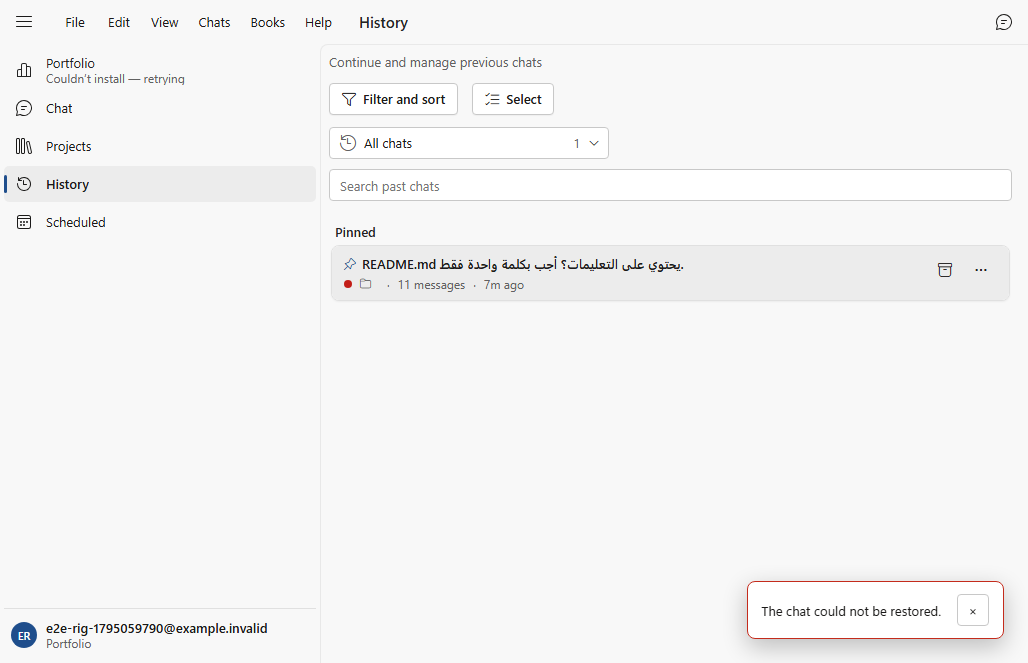 File Edit View Chats Books Help History
Portfolio
Couldn't install — retrying
Chat
Projects
History
Scheduled
Continue and manage previous chats
Filter and sort Select
All chats 1
Search past chats
Pinned
README.md يحتوي على التعليمات؟ أجب بكلمة واحدة فقط.
· 11 messages · 7m ago
The chat could not be restored. ×
ER e2e-rig-1795059790@example.invalid
Portfolio